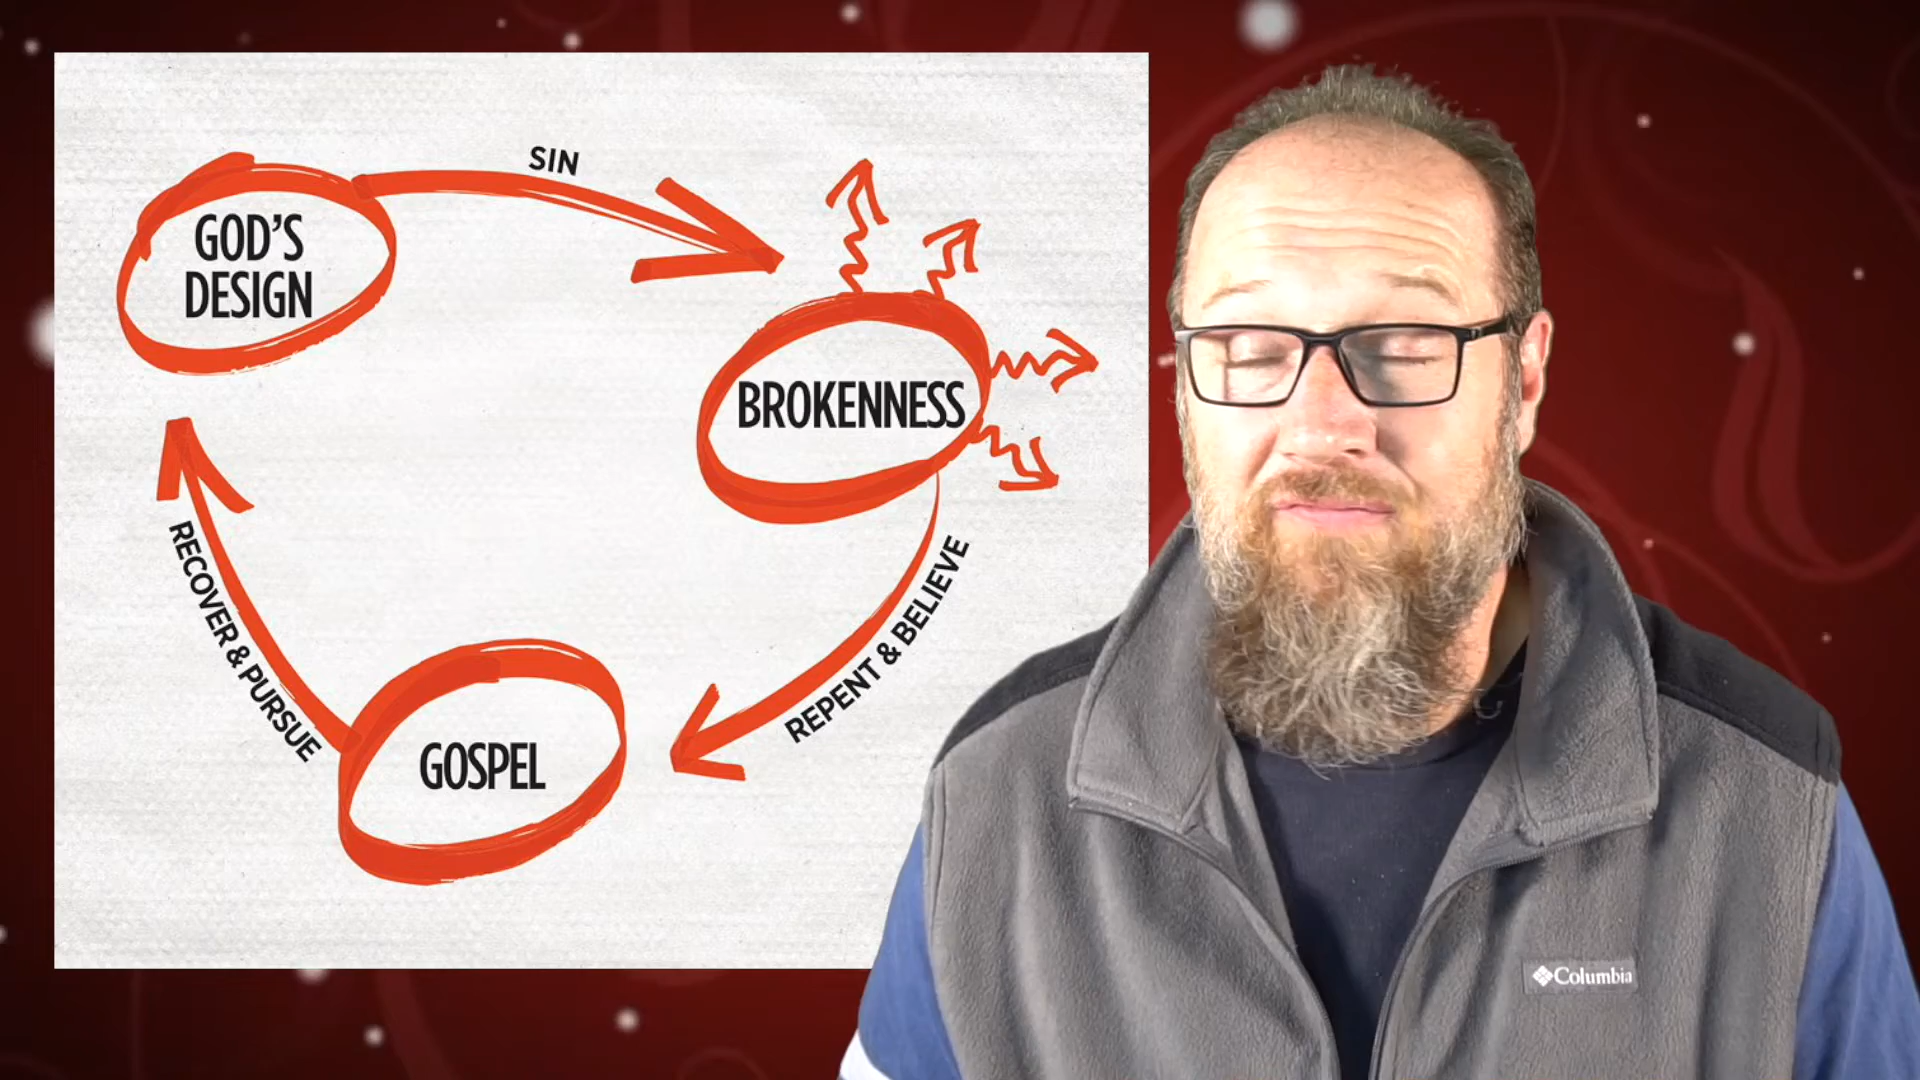 SIN
GOD'S
DESIGN
BROKENNESS
REPENT & BELIEVE
GOSPEL
RECOVER & PURSUE
Columbia